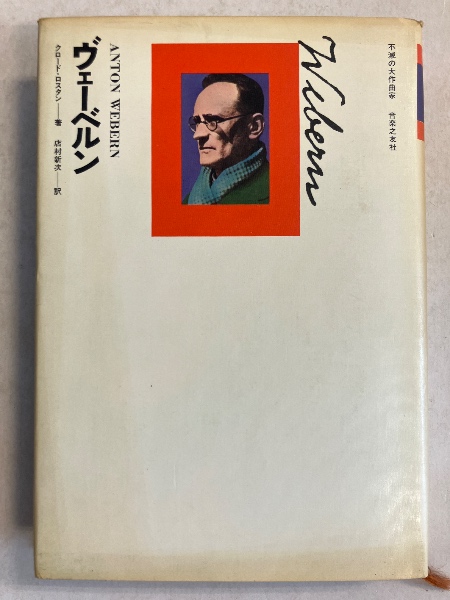 不滅の大作曲家 音楽之友社
Webern
ANTON WEBERN
ヴェーベルン
クロード・ロスタン——著 店村新次——訳